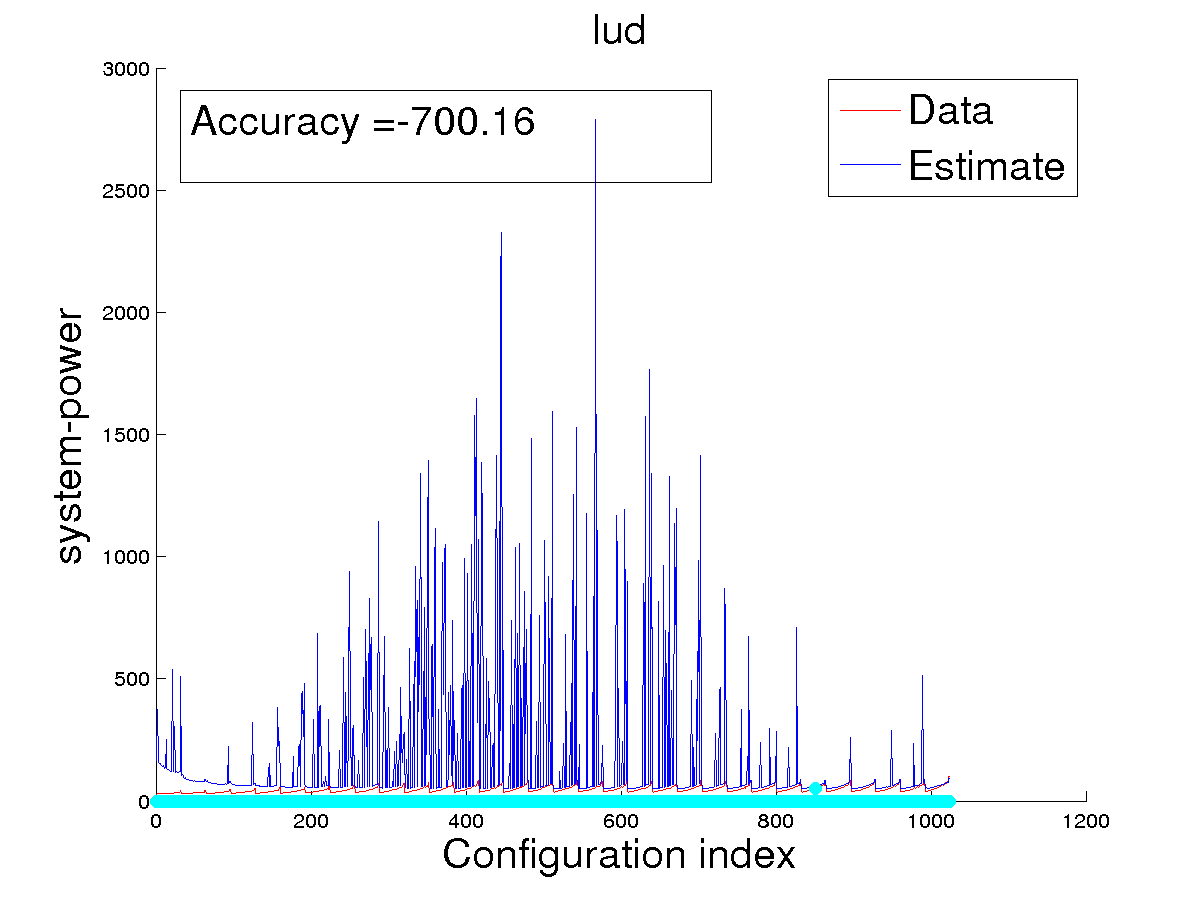 lud
Accuracy =-700.16
Data
Estimate
system-power
3000
2500
2000
1500
1000
500
0
0 200 400 600 800 1000 1200
Configuration index